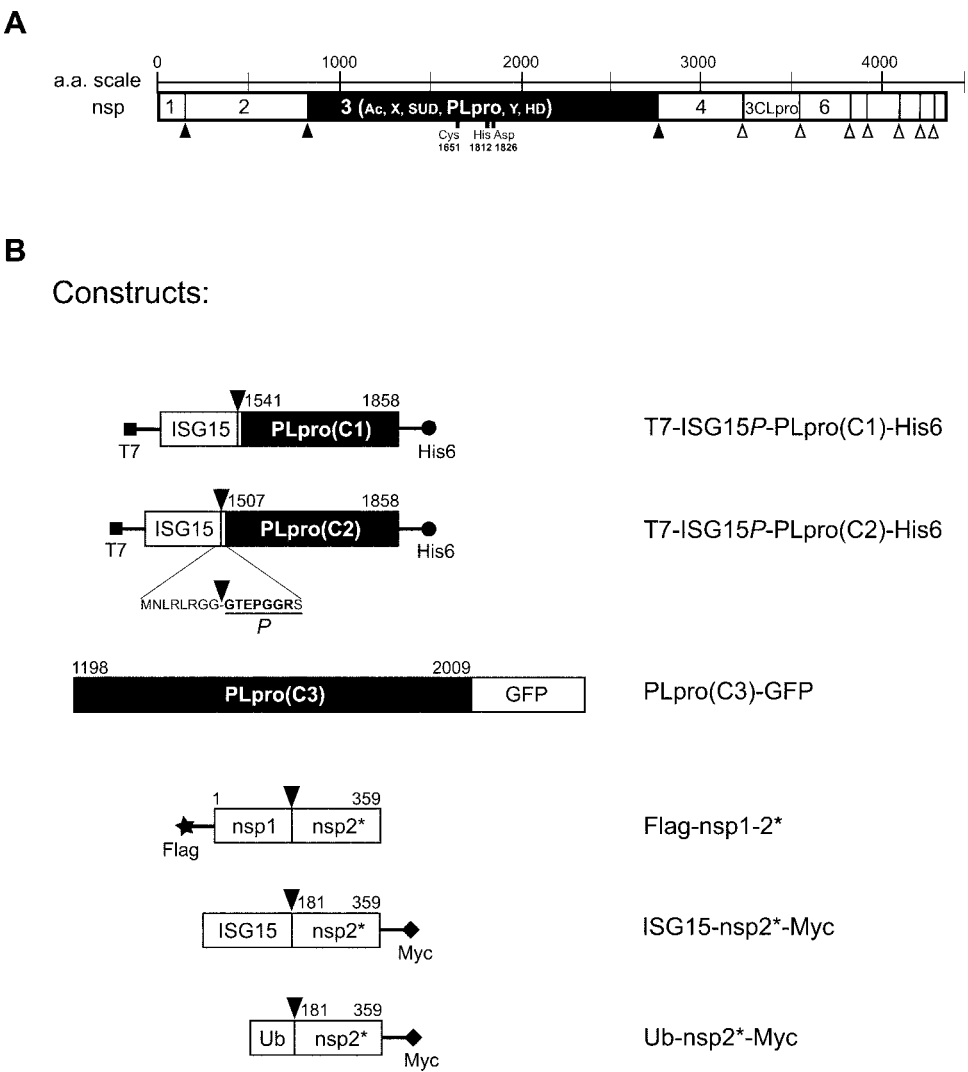 A
0 1000 2000 3000 4000
a.a. scale
nsp 1 2 3 (Ac, X, SUD, PLpro, Y, HD) 4 3CLpro 6
Cys His Asp
1651 1812 1826
B
Constructs:
1541 1858
ISG15 PLpro(C1) T7-ISG15P-PLpro(C1)-His6
T7 His6
1507 1858
ISG15 PLpro(C2) T7-ISG15P-PLpro(C2)-His6
T7 His6
MNLRLRGG-GTEPGGRS
P
1198 2009
PLpro(C3) GFP PLpro(C3)-GFP
1 359
nsp1 nsp2* Flag-nsp1-2*
Flag
181 359
ISG15 nsp2* ISG15-nsp2*-Myc
Myc
181 359
Ub nsp2* Ub-nsp2*-Myc
Myc